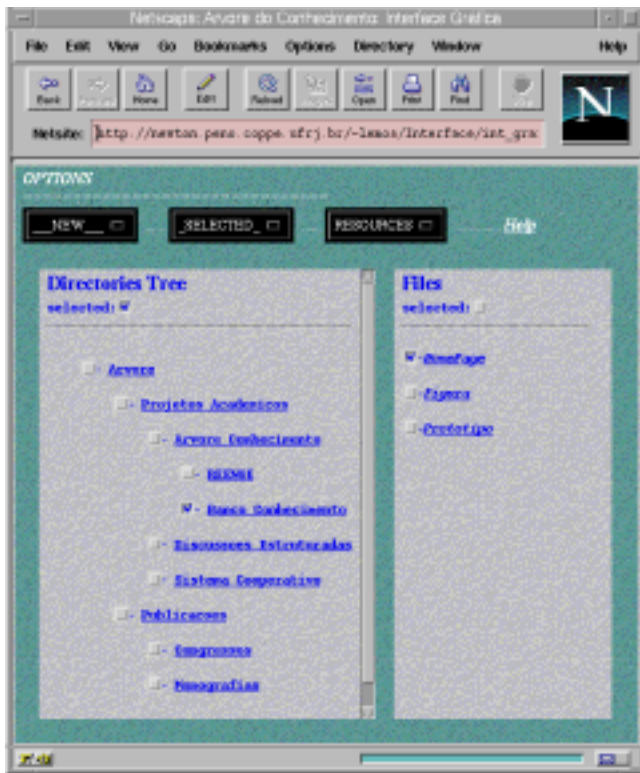 Netscape: Arvore do Conhecimento: Interface Grafica
File Edit View Go Bookmarks Options Directory Window Help
Back Home Edit Reload Open Print Find
N
Netsite: http://newton.pens.coppe.ufrj.br/~lemos/Interface/int_gra
OPTIONS
__NEW__ ... _SELECTED_ ... RESOURCES ........ Help
Directories Tree
selected:
- Arvore
- Projetos Academicos
- Arvore Conhecimento
- Banco Conhecimento
- Discussoes Estruturadas
- Sistema Cooperativo
- Publicacoes
- Congressos
- Monografias
Files
selected:
-HomePage
-Figura
-Prototipo